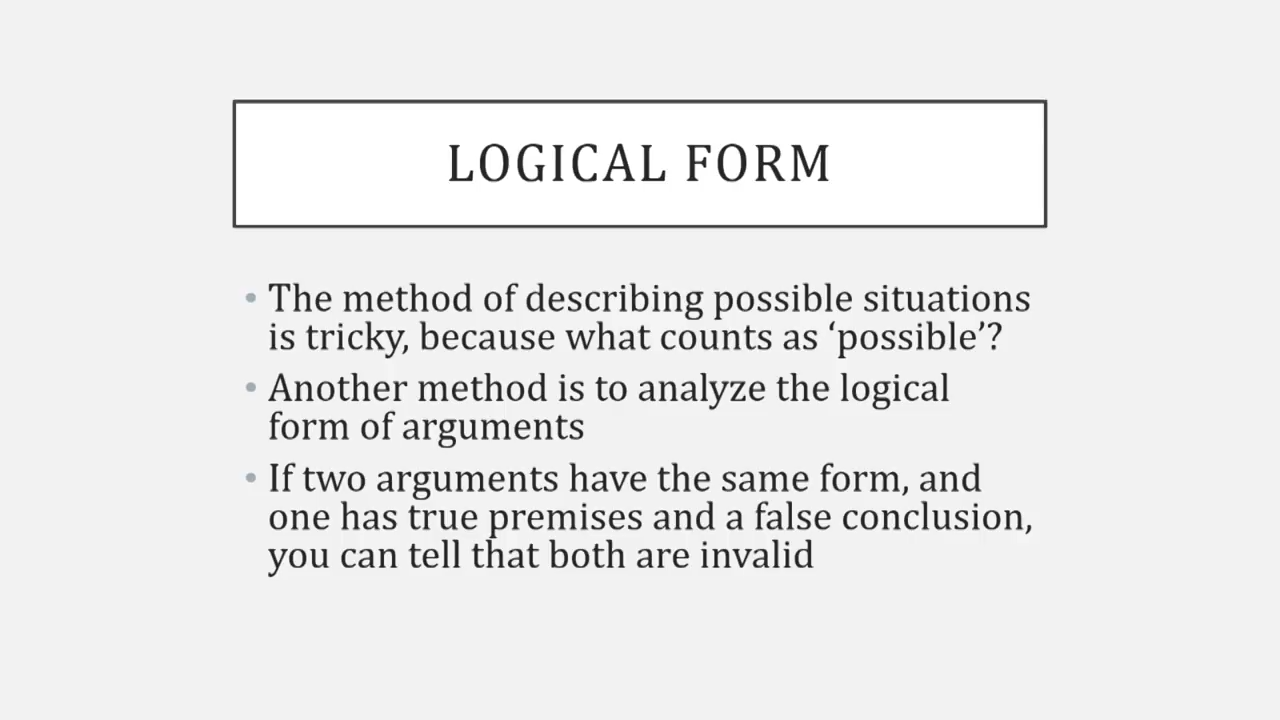 LOGICAL FORM
• The method of describing possible situations
is tricky, because what counts as ‘possible’?
• Another method is to analyze the logical
form of arguments
• If two arguments have the same form, and
one has true premises and a false conclusion,
you can tell that both are invalid